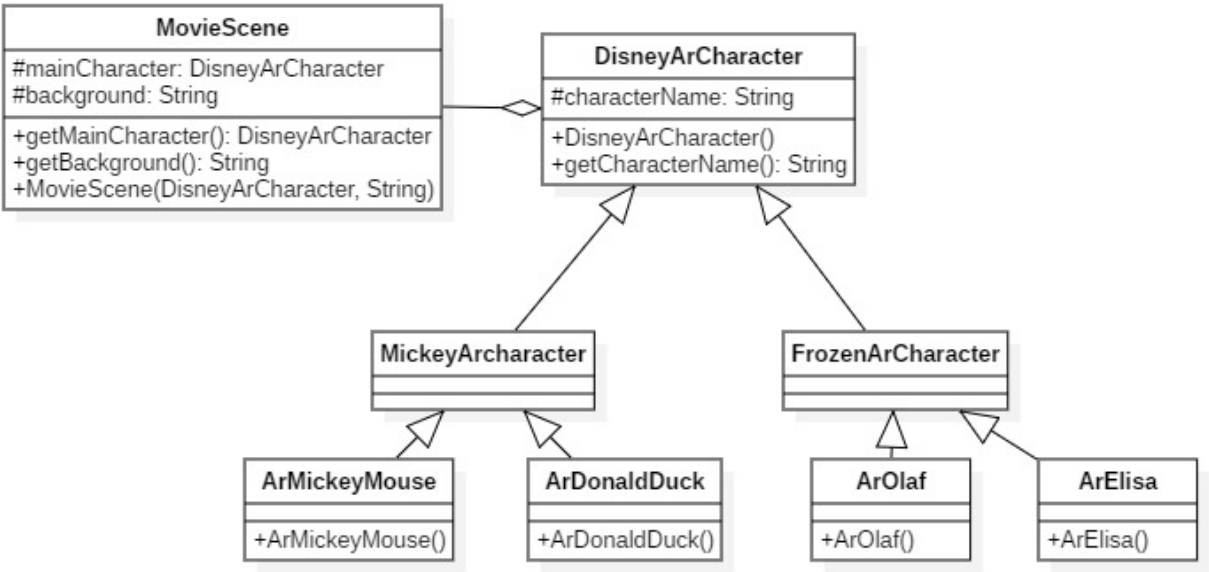 MovieScene
#mainCharacter: DisneyArCharacter
#background: String
+getMainCharacter(): DisneyArCharacter
+getBackground(): String
+MovieScene(DisneyArCharacter, String)
DisneyArCharacter
#characterName: String
+DisneyArCharacter()
+getCharacterName(): String
MickeyArcharacter
FrozenArCharacter
ArMickeyMouse
+ArMickeyMouse()
ArDonaldDuck
+ArDonaldDuck()
ArOlaf
+ArOlaf()
ArElisa
+ArElisa()